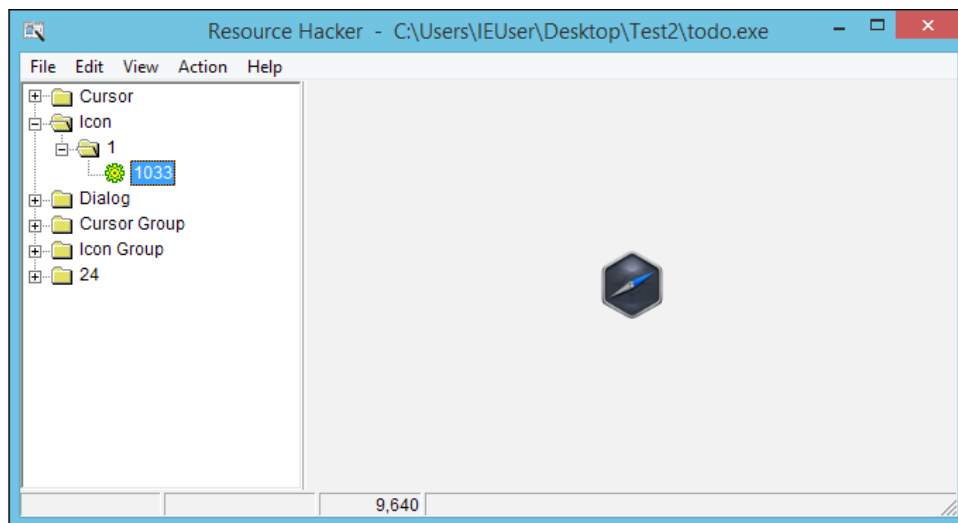 Resource Hacker - C:\Users\IEUser\Desktop\Test2\todo.exe
File Edit View Action Help
Cursor
Icon
1
1033
Dialog
Cursor Group
Icon Group
24
9,640